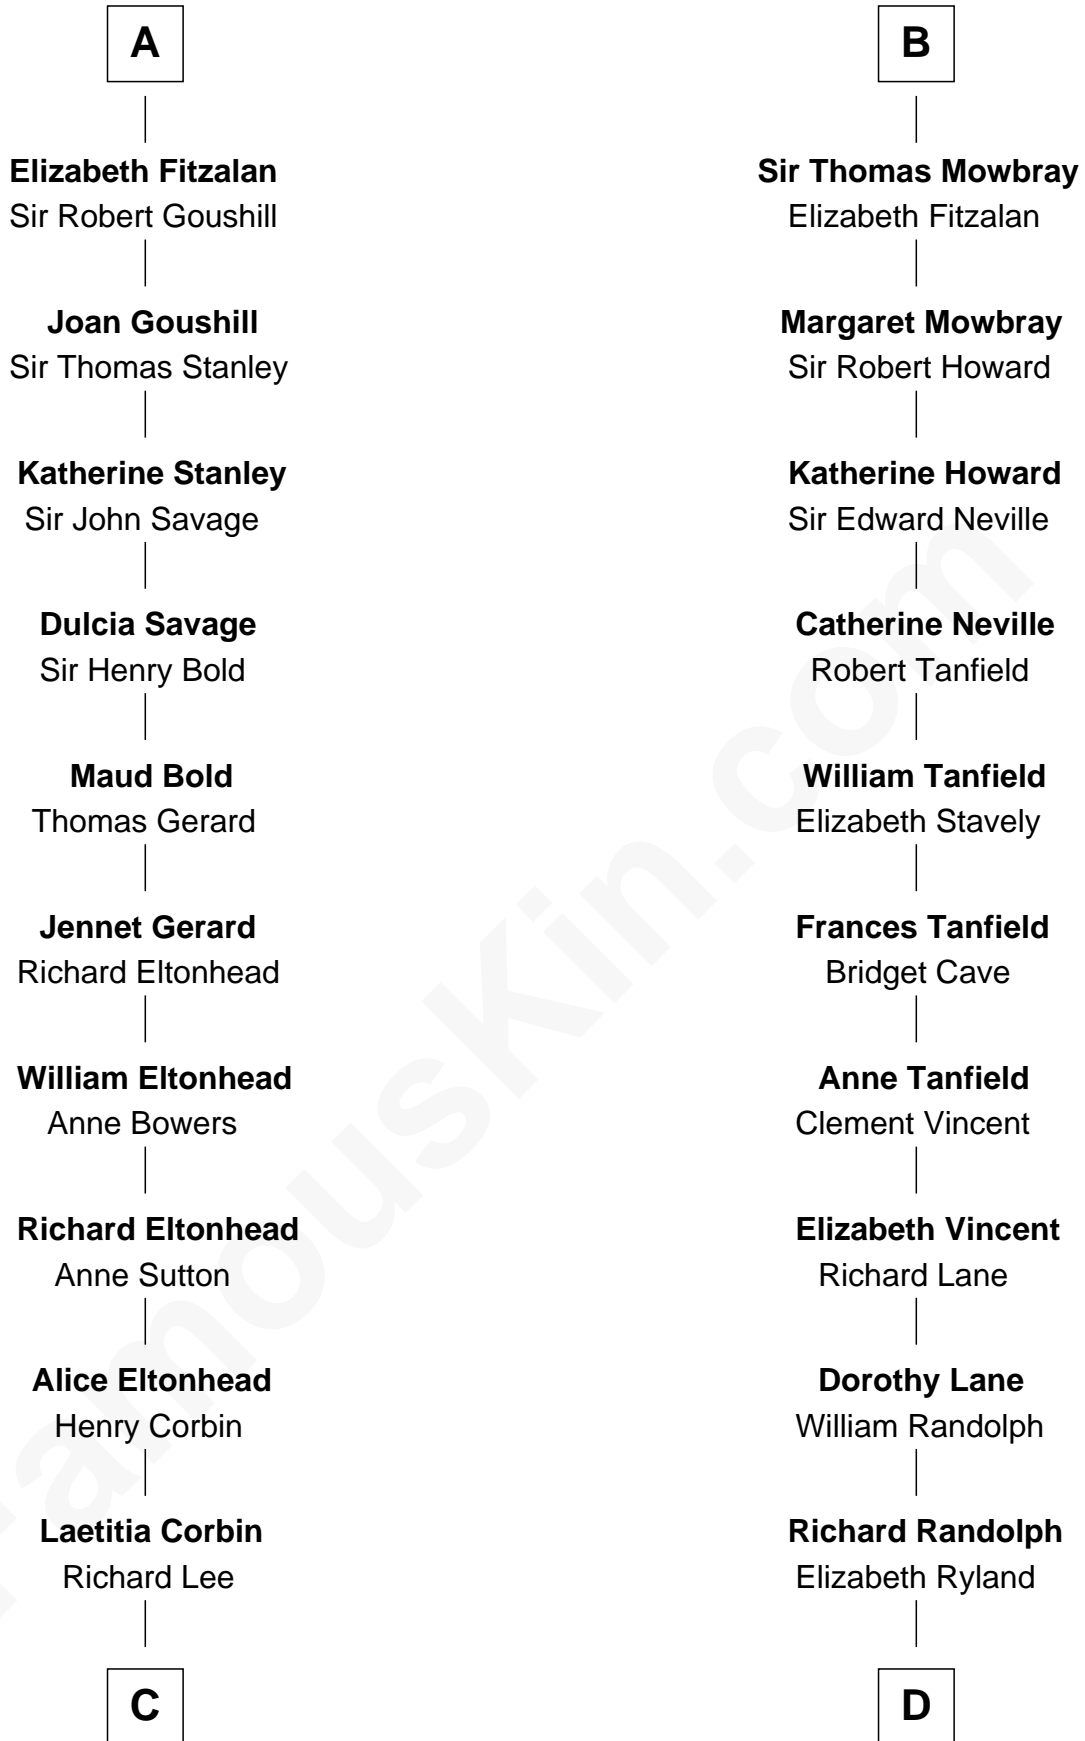 A
Elizabeth Fitzalan
Sir Robert Goushill
Joan Goushill
Sir Thomas Stanley
Katherine Stanley
Sir John Savage
Dulcia Savage
Sir Henry Bold
Maud Bold
Thomas Gerard
Jennet Gerard
Richard Eltonhead
William Eltonhead
Anne Bowers
Richard Eltonhead
Anne Sutton
Alice Eltonhead
Henry Corbin
Laetitia Corbin
Richard Lee
C
B
Sir Thomas Mowbray
Elizabeth Fitzalan
Margaret Mowbray
Sir Robert Howard
Katherine Howard
Sir Edward Neville
Catherine Neville
Robert Tanfield
William Tanfield
Elizabeth Stavely
Frances Tanfield
Bridget Cave
Anne Tanfield
Clement Vincent
Elizabeth Vincent
Richard Lane
Dorothy Lane
William Randolph
Richard Randolph
Elizabeth Ryland
D
FamousKin.com